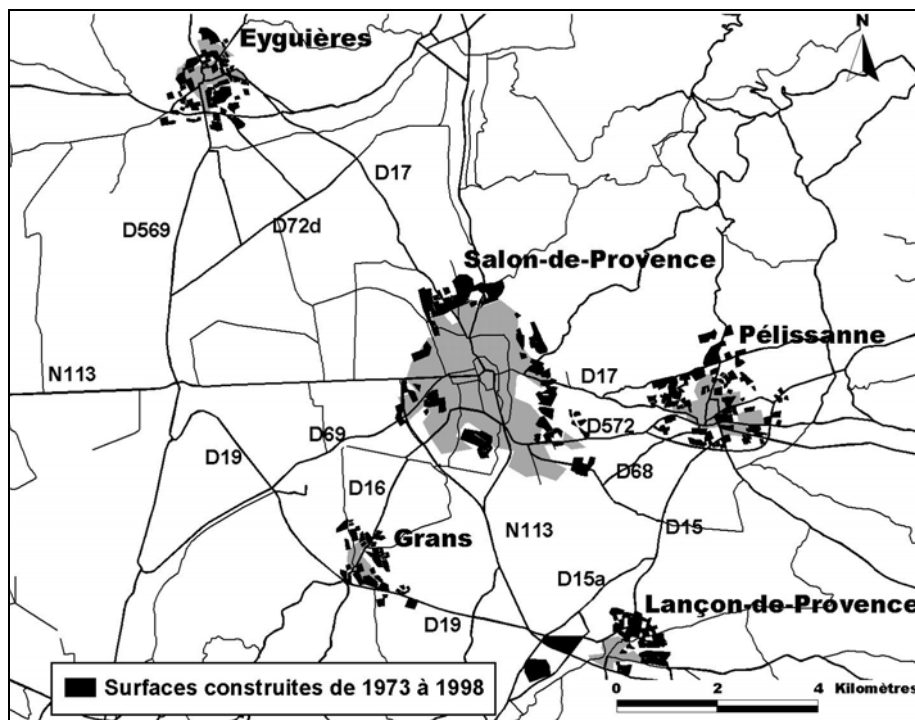 Eyguières
N
D17
D569
D72d
Salon-de-Provence
Pélissanne
N113
D17
D572
D69
D19
D68
D16
D15
Grans
N113
D15a
Lançon-de-Provence
D19
Surfaces construites de 1973 à 1998
0 2 4 Kilomètres